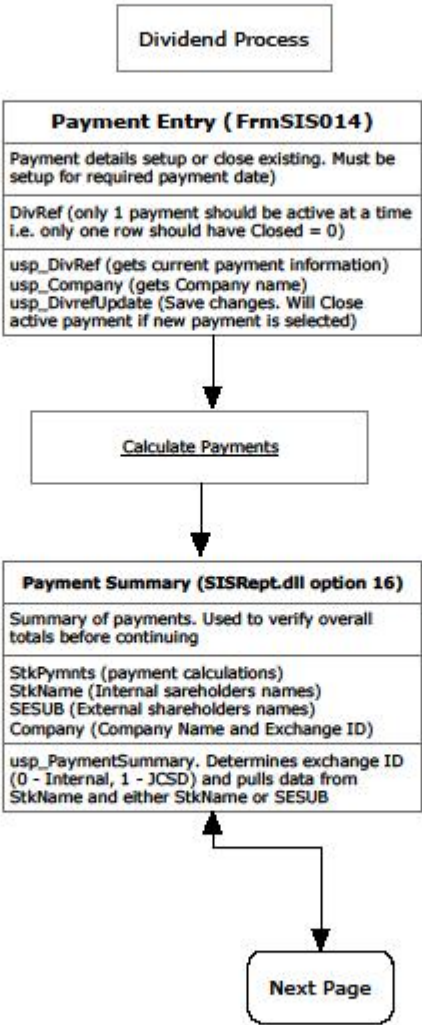 Dividend Process
Payment Entry (FrmSIS014)
Payment details setup or close existing. Must be
setup for required payment date)
DivRef (only 1 payment should be active at a time
i.e. only one row should have Closed = 0)
usp_DivRef (gets current payment information)
usp_Company (gets Company name)
usp_DivrefUpdate (Save changes. Will Close
active payment if new payment is selected)
Calculate Payments
Payment Summary (SISRept.dll option 16)
Summary of payments. Used to verify overall
totals before continuing
StkPymnts (payment calculations)
StkName (Internal sareholders names)
SESUB (External shareholders names)
Company (Company Name and Exchange ID)
usp_PaymentSummary. Determines exchange ID
(0 - Internal, 1 - JCSD) and pulls data from
StkName and either StkName or SESUB
Next Page